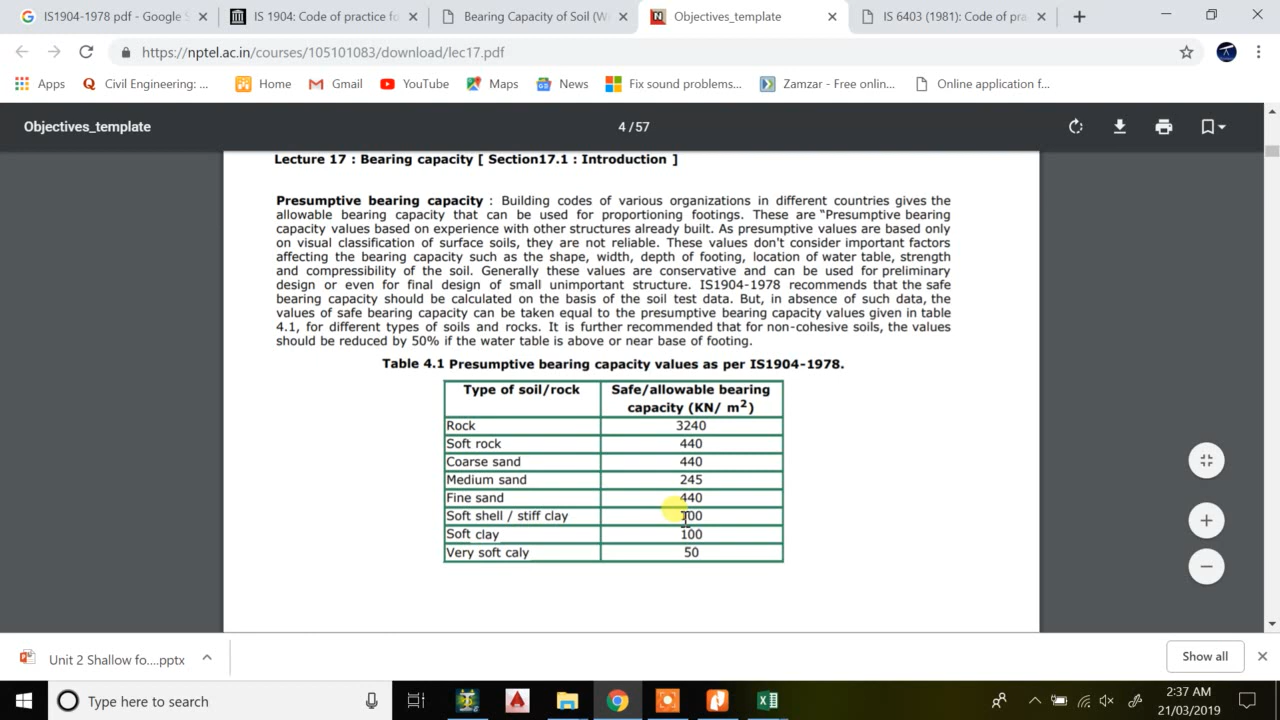 IS1904-1978 pdf - Google S
IS 1904: Code of practice for
Bearing Capacity of Soil (W
Objectives_template
IS 6403 (1981): Code of pra
https://nptel.ac.in/courses/105101083/download/lec17.pdf
Apps
Civil Engineering: ...
Home
Gmail
YouTube
Maps
News
Fix sound problems...
Zamzar - Free onlin...
Online application f...
Objectives_template
4 / 57
Lecture 17 : Bearing capacity [ Section17.1 : Introduction ]
Presumptive bearing capacity : Building codes of various organizations in different countries gives the
allowable bearing capacity that can be used for proportioning footings. These are “Presumptive bearing
capacity values based on experience with other structures already built. As presumptive values are based only
on visual classification of surface soils, they are not reliable. These values don't consider important factors
affecting the bearing capacity such as the shape, width, depth of footing, location of water table, strength
and compressibility of the soil. Generally these values are conservative and can be used for preliminary
design or even for final design of small unimportant structure. IS1904-1978 recommends that the safe
bearing capacity should be calculated on the basis of the soil test data. But, in absence of such data, the
values of safe bearing capacity can be taken equal to the presumptive bearing capacity values given in table
4.1, for different types of soils and rocks. It is further recommended that for non-cohesive soils, the values
should be reduced by 50% if the water table is above or near base of footing.
Table 4.1 Presumptive bearing capacity values as per IS1904-1978.
Type of soil/rock
Safe/allowable bearing
capacity (KN/ m2)
Rock 3240
Soft rock 440
Coarse sand 440
Medium sand 245
Fine sand 440
Soft shell / stiff clay 100
Soft clay 100
Very soft caly 50
Unit 2 Shallow fo....pptx
Show all
Type here to search
2:37 AM
21/03/2019